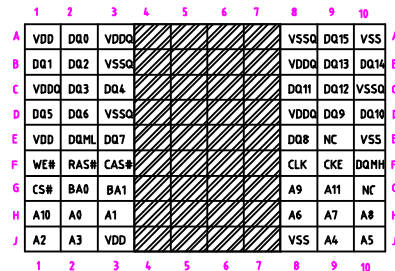 1 2 3 4 5 6 7 8 9 10
A VDD DQ0 VDDQ VSSQ DQ15 VSS A
B DQ1 DQ2 VSSQ VDDQ DQ13 DQ14 B
C VDDQ DQ3 DQ4 DQ11 DQ12 VSSQ C
D DQ5 DQ6 VSSQ VDDQ DQ9 DQ10 D
E VDD DQML DQ7 DQ8 NC VSS E
F WE# RAS# CAS# CLK CKE DQMH F
G CS# BA0 BA1 A9 A11 NC G
H A10 A0 A1 A6 A7 A8 H
J A2 A3 VDD VSS A4 A5 J
1 2 3 4 5 6 7 8 9 10